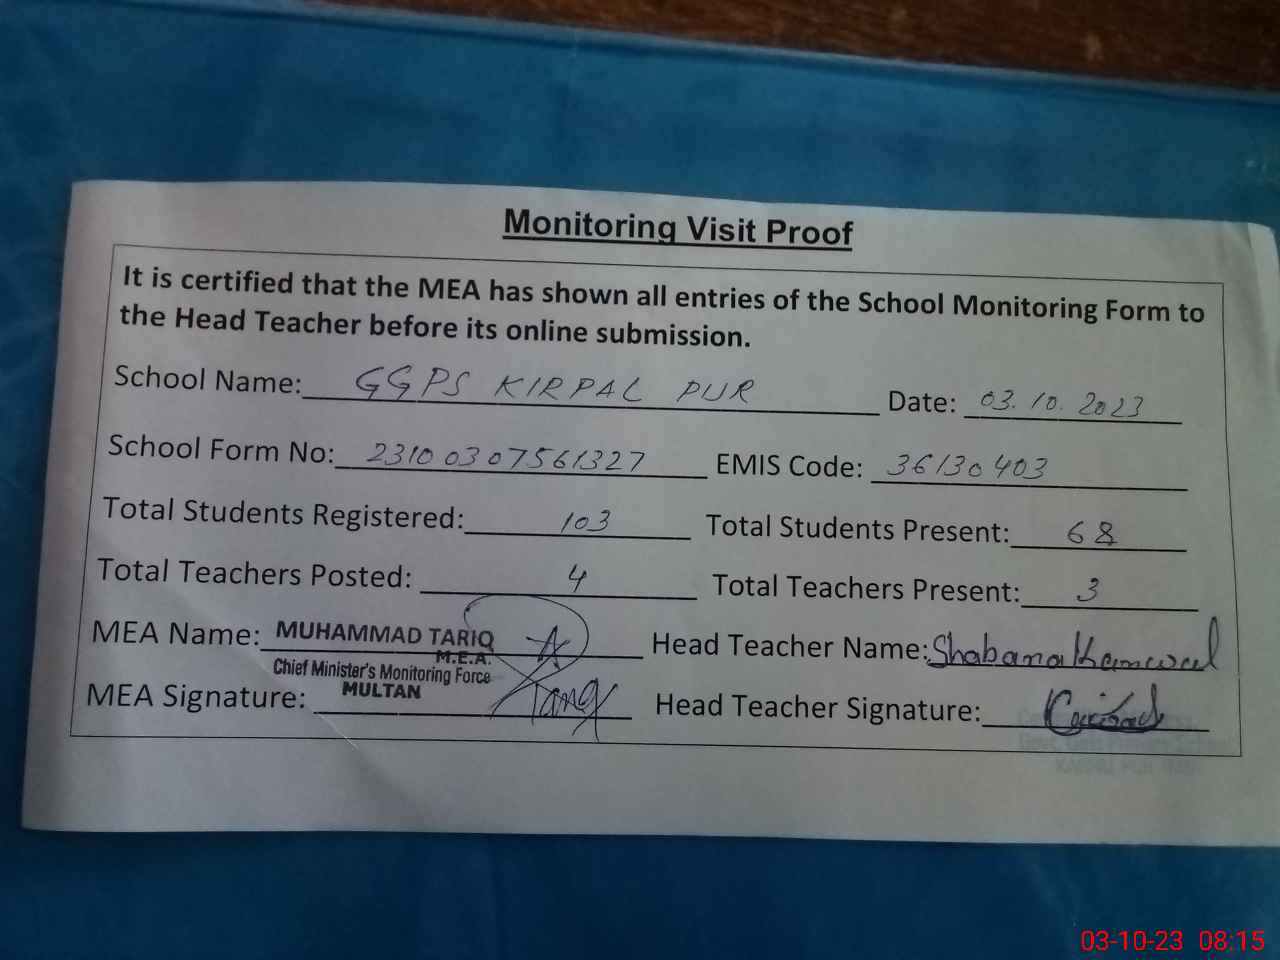 Monitoring Visit Proof
It is certified that the MEA has shown all entries of the School Monitoring Form to
the Head Teacher before its online submission.
School Name: GGPS KIRPAL PUR Date: 03.10.2023
School Form No: 23100307561327 EMIS Code: 36130403
Total Students Registered: 103 Total Students Present: 68
Total Teachers Posted: 4 Total Teachers Present: 3
MEA Name: MUHAMMAD TARIQ Head Teacher Name: Shabana Kanwal
M.E.A.
Chief Minister's Monitoring Force
MULTAN
MEA Signature: Head Teacher Signature:
03-10-23 08:15